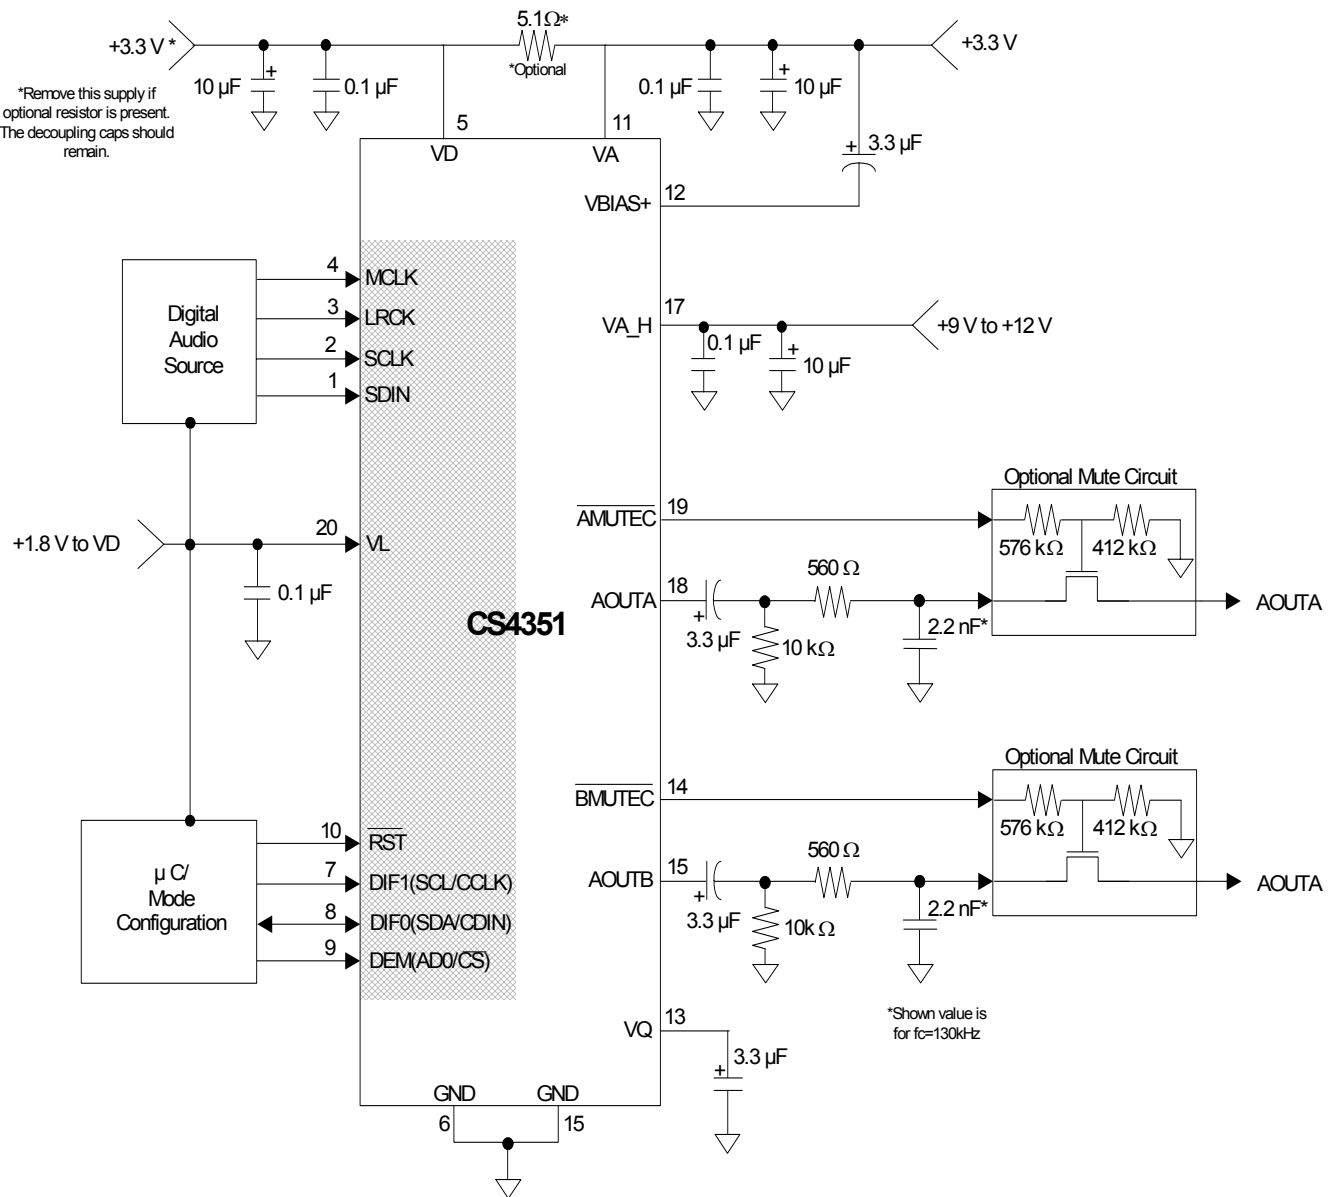 5.1Ω*
*Optional
+3.3 V *
+3.3 V
10 µF
+
0.1 µF
0.1 µF
+
10 µF
*Remove this supply if
optional resistor is present.
The decoupling caps should
remain.
5
11
VD
VA
+
3.3 µF
VBIAS+
12
4
MCLK
3
LRCK
2
SCLK
1
SDIN
Digital
Audio
Source
17
VA_H
+9 V to +12 V
0.1 µF
+
10 µF
Optional Mute Circuit
AMUTEC
19
576 kΩ
412 kΩ
+1.8 V to VD
20
VL
0.1 µF
CS4351
AOUTA
18
+
3.3 µF
560 Ω
10 kΩ
2.2 nF*
AOUTA
Optional Mute Circuit
BMUTEC
14
576 kΩ
412 kΩ
AOUTB
15
+
3.3 µF
560 Ω
10k Ω
2.2 nF*
AOUTA
*Shown value is
for fc=130kHz
µ C/
Mode
Configuration
10
RST
7
DIF1(SCL/CCLK)
8
DIF0(SDA/CDIN)
9
DEM(AD0/CS)
VQ
13
+
3.3 µF
GND
GND
6
15